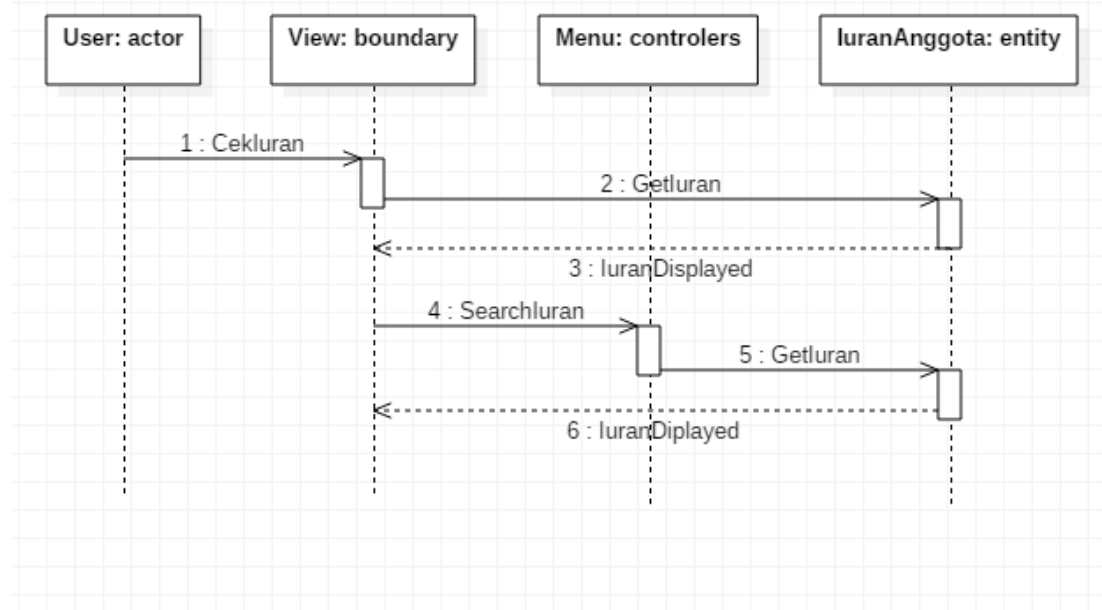 User: actor
View: boundary
Menu: controlers
IuranAnggota: entity
1 : CekIuran
2 : GetIuran
3 : IuranDisplayed
4 : SearchIuran
5 : GetIuran
6 : IuranDiplayed